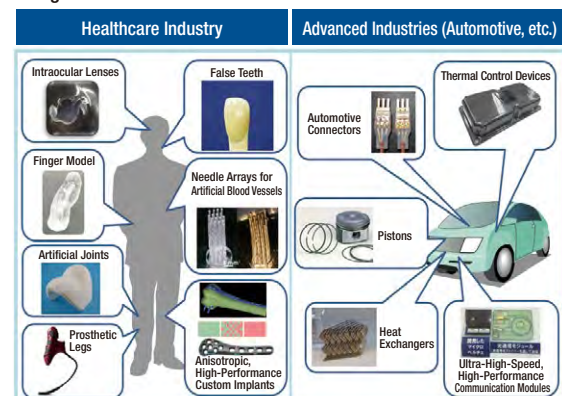 Healthcare Industry
Advanced Industries (Automotive, etc.)
Intraocular Lenses
False Teeth
Finger Model
Needle Arrays for
Artificial Blood Vessels
Artificial Joints
Prosthetic
Legs
Anisotropic,
High-Performance
Custom Implants
Automotive
Connectors
Thermal Control Devices
Pistons
Heat
Exchangers
Ultra-High-Speed,
High-Performance
Communication Modules